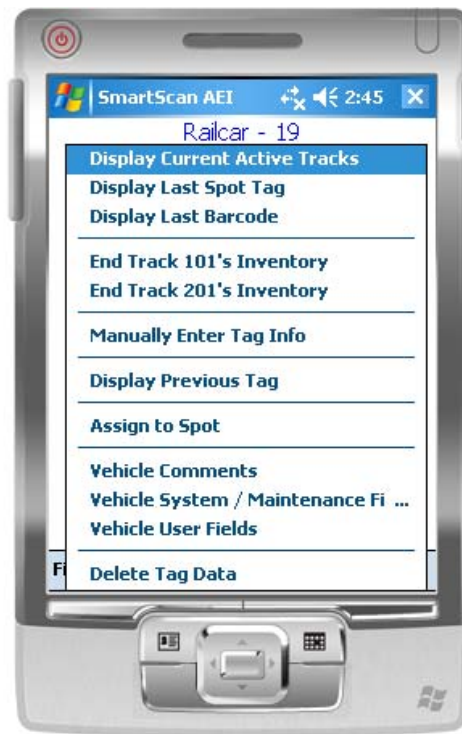 SmartScan AEI 2:45
Railcar - 19
Display Current Active Tracks
Display Last Spot Tag
Display Last Barcode
End Track 101's Inventory
End Track 201's Inventory
Manually Enter Tag Info
Display Previous Tag
Assign to Spot
Vehicle Comments
Vehicle System / Maintenance Fi ...
Vehicle User Fields
Fi
Delete Tag Data